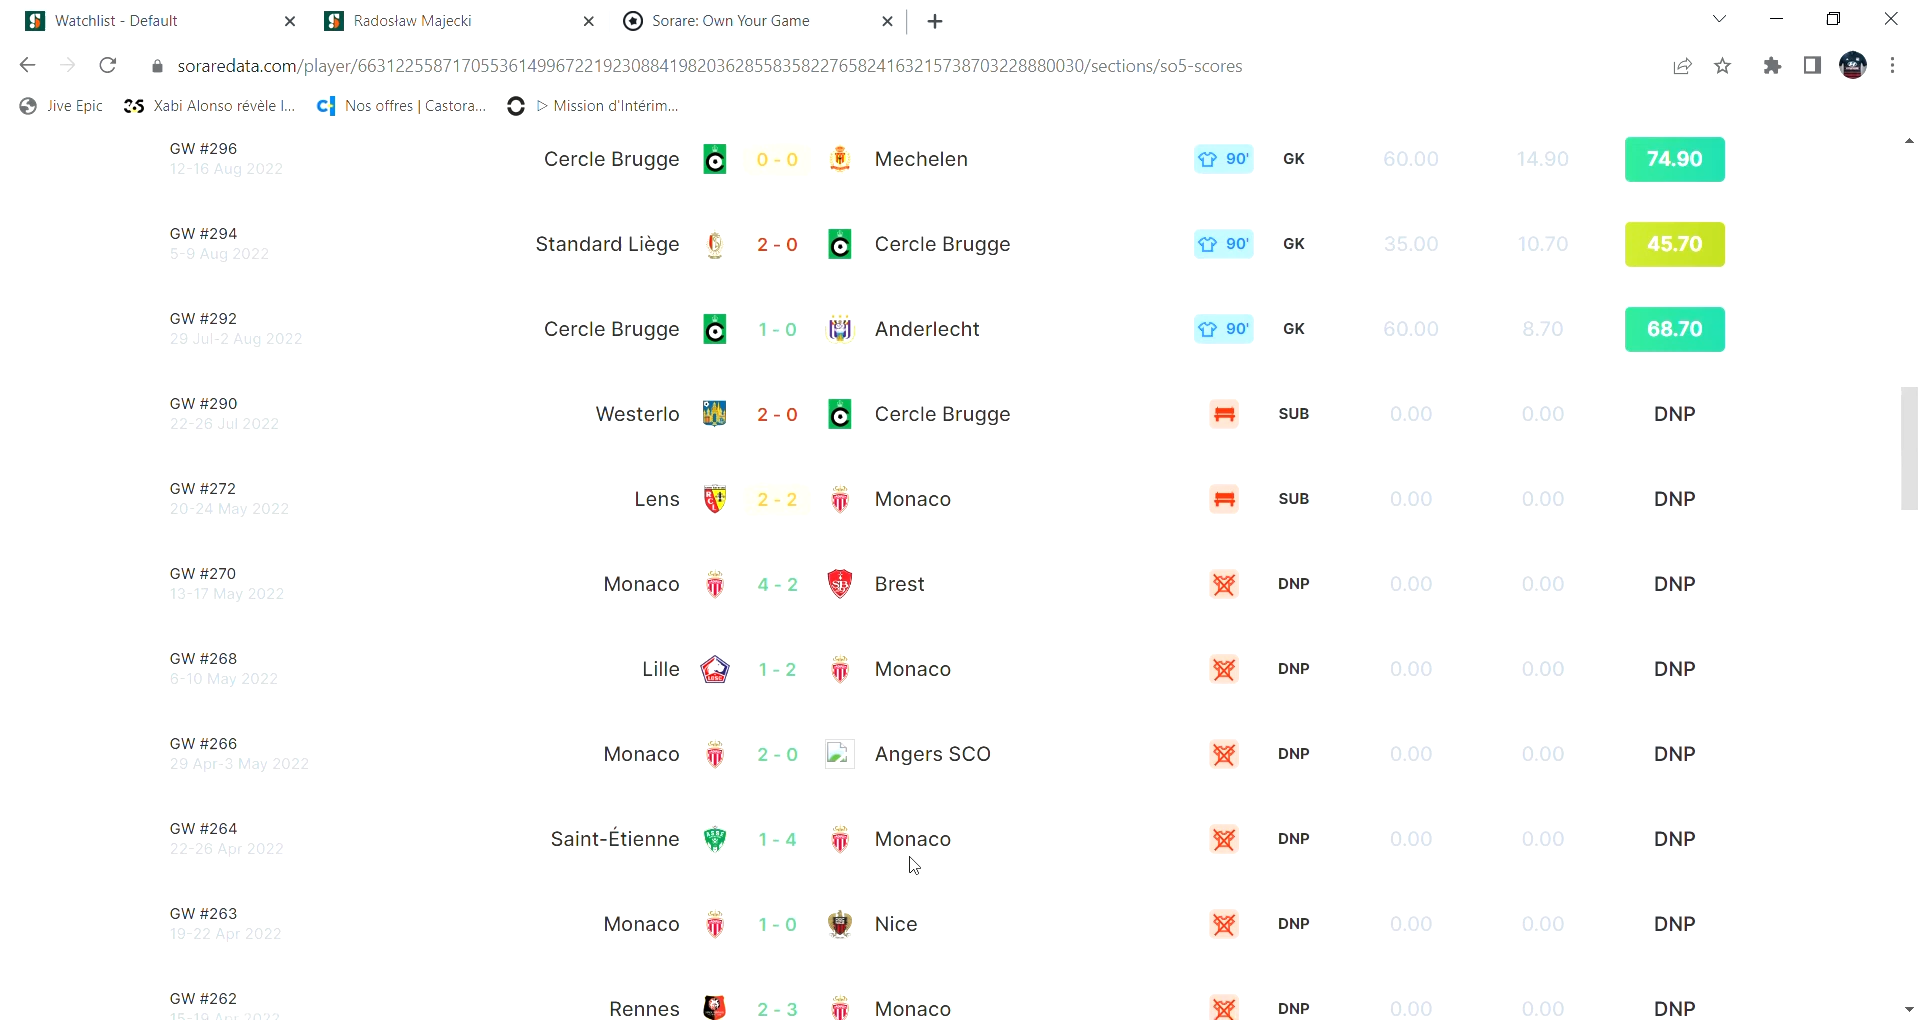 Watchlist - Default
Radosław Majecki
Sorare: Own Your Game
soraredata.com/player/66312255871705536149967221923088419820362855835822765824163215738703228880030/sections/so5-scores
Jive Epic
Xabi Alonso révèle l...
Nos offres | Castora...
▷ Mission d'Intérim...
GW #296
12-16 Aug 2022
Cercle Brugge 0 - 0 Mechelen 90' GK 60.00 14.90 74.90
GW #294
5-9 Aug 2022
Standard Liège 2 - 0 Cercle Brugge 90' GK 35.00 10.70 45.70
GW #292
29 Jul-2 Aug 2022
Cercle Brugge 1 - 0 Anderlecht 90' GK 60.00 8.70 68.70
GW #290
22-26 Jul 2022
Westerlo 2 - 0 Cercle Brugge SUB 0.00 0.00 DNP
GW #272
20-24 May 2022
Lens 2 - 2 Monaco SUB 0.00 0.00 DNP
GW #270
13-17 May 2022
Monaco 4 - 2 Brest DNP 0.00 0.00 DNP
GW #268
6-10 May 2022
Lille 1 - 2 Monaco DNP 0.00 0.00 DNP
GW #266
29 Apr-3 May 2022
Monaco 2 - 0 Angers SCO DNP 0.00 0.00 DNP
GW #264
22-26 Apr 2022
Saint-Étienne 1 - 4 Monaco DNP 0.00 0.00 DNP
GW #263
19-22 Apr 2022
Monaco 1 - 0 Nice DNP 0.00 0.00 DNP
GW #262
15-19 Apr 2022
Rennes 2 - 3 Monaco DNP 0.00 0.00 DNP